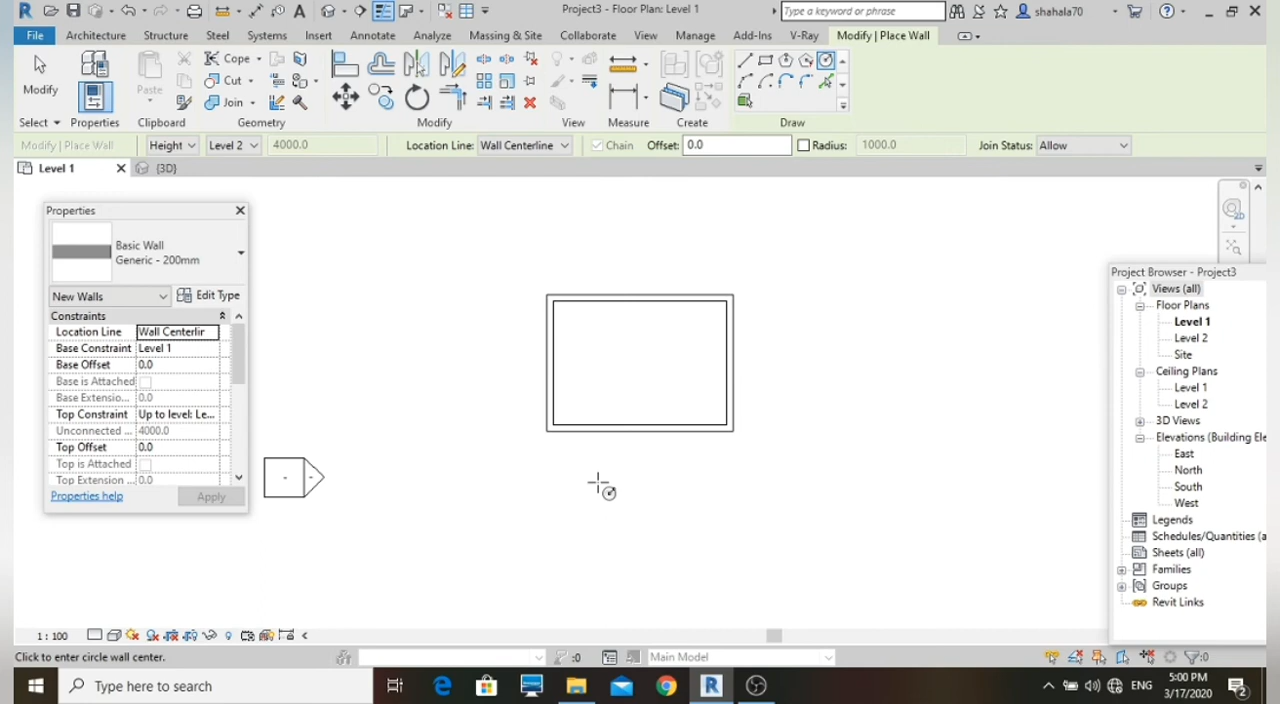 Project3 - Floor Plan: Level 1
Type a keyword or phrase
shahala70
File
Architecture
Structure
Steel
Systems
Insert
Annotate
Analyze
Massing & Site
Collaborate
View
Manage
Add-Ins
V-Ray
Modify | Place Wall
Modify
Paste
Cope
Cut
Join
Select
Properties
Clipboard
Geometry
Modify
View
Measure
Create
Draw
Modify | Place Wall
Height
Level 2
4000.0
Location Line: Wall Centerline
Chain
Offset: 0.0
Radius: 1000.0
Join Status: Allow
Level 1
{3D}
Properties
Basic Wall
Generic - 200mm
New Walls
Edit Type
Constraints
Location Line Wall Centerlir
Base Constraint Level 1
Base Offset 0.0
Base is Attached
Base Extensio... 0.0
Top Constraint Up to level: Le...
Unconnected ... 4000.0
Top Offset 0.0
Top is Attached
Top Extension ... 0.0
Properties help
Apply
2D
Project Browser - Project3
Views (all)
Floor Plans
Level 1
Level 2
Site
Ceiling Plans
Level 1
Level 2
3D Views
Elevations (Building Ele
East
North
South
West
Legends
Schedules/Quantities (a
Sheets (all)
Families
Groups
Revit Links
1 : 100
Click to enter circle wall center.
:0
Main Model
:0
Type here to search
ENG
5:00 PM
3/17/2020
2